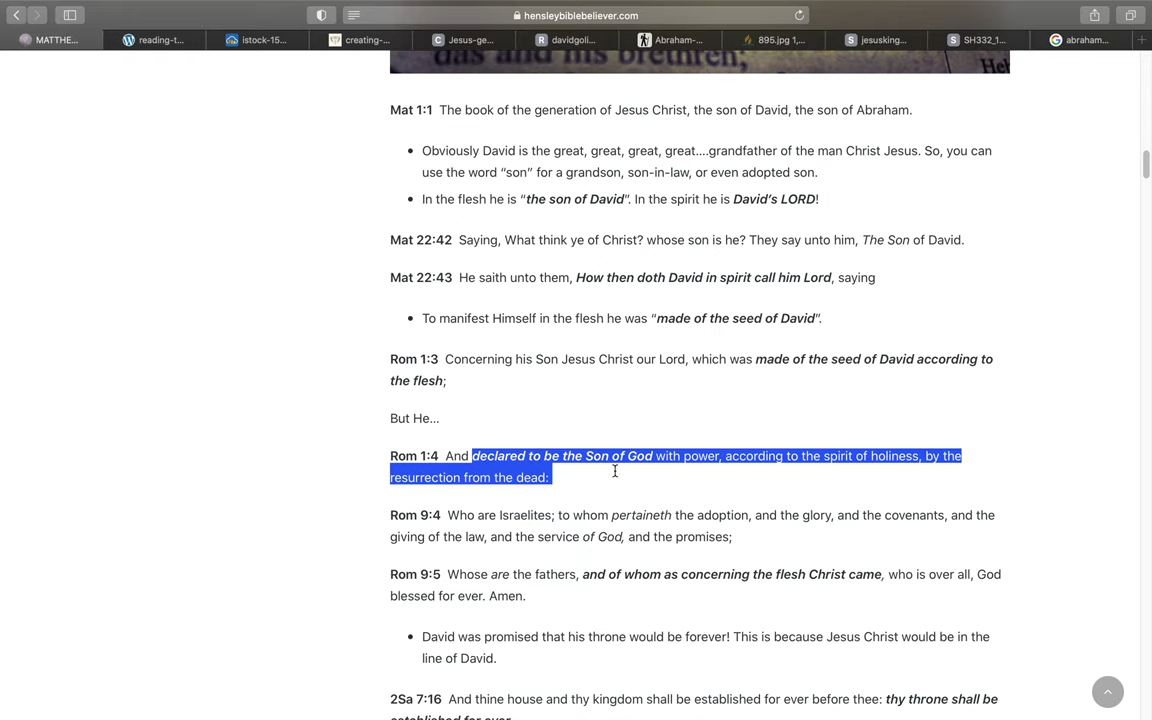 hensleybiblebeliever.com
MATTHE... reading-t... istock-15... creating-... Jesus-ge... davidgoli... Abraham-... 895.jpg 1,... jesusking... SH332_1... abraham...
das and his brethren; Heb
Mat 1:1 The book of the generation of Jesus Christ, the son of David, the son of Abraham.
• Obviously David is the great, great, great, great....grandfather of the man Christ Jesus. So, you can
use the word “son” for a grandson, son-in-law, or even adopted son.
• In the flesh he is “the son of David”. In the spirit he is David’s LORD!
Mat 22:42 Saying, What think ye of Christ? whose son is he? They say unto him, The Son of David.
Mat 22:43 He saith unto them, How then doth David in spirit call him Lord, saying
• To manifest Himself in the flesh he was “made of the seed of David”.
Rom 1:3 Concerning his Son Jesus Christ our Lord, which was made of the seed of David according to
the flesh;
But He...
Rom 1:4 And declared to be the Son of God with power, according to the spirit of holiness, by the
resurrection from the dead:
Rom 9:4 Who are Israelites; to whom pertaineth the adoption, and the glory, and the covenants, and the
giving of the law, and the service of God, and the promises;
Rom 9:5 Whose are the fathers, and of whom as concerning the flesh Christ came, who is over all, God
blessed for ever. Amen.
• David was promised that his throne would be forever! This is because Jesus Christ would be in the
line of David.
2Sa 7:16 And thine house and thy kingdom shall be established for ever before thee: thy throne shall be
established for ever.